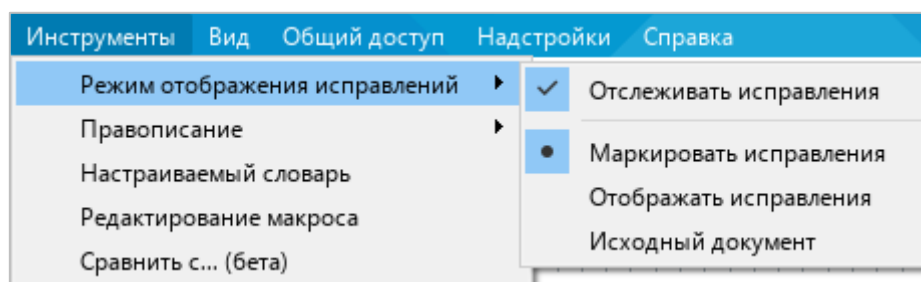 Инструменты Вид Общий доступ Надстройки Справка
Режим отображения исправлений
Правописание
Настраиваемый словарь
Редактирование макроса
Сравнить с... (бета)
Отслеживать исправления
Маркировать исправления
Отображать исправления
Исходный документ